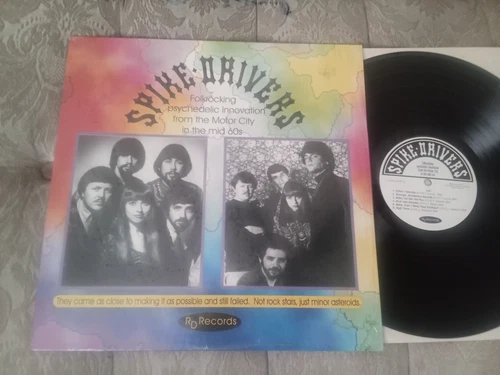 SPIKE-DRIVERS
Folkrocking
psychedelic innovation
from the Motor City
in the mid 60s
They came as close to making it as possible and still failed. Not rock stars, just minor asteroids.
RD Records
SPIKE-DRIVERS